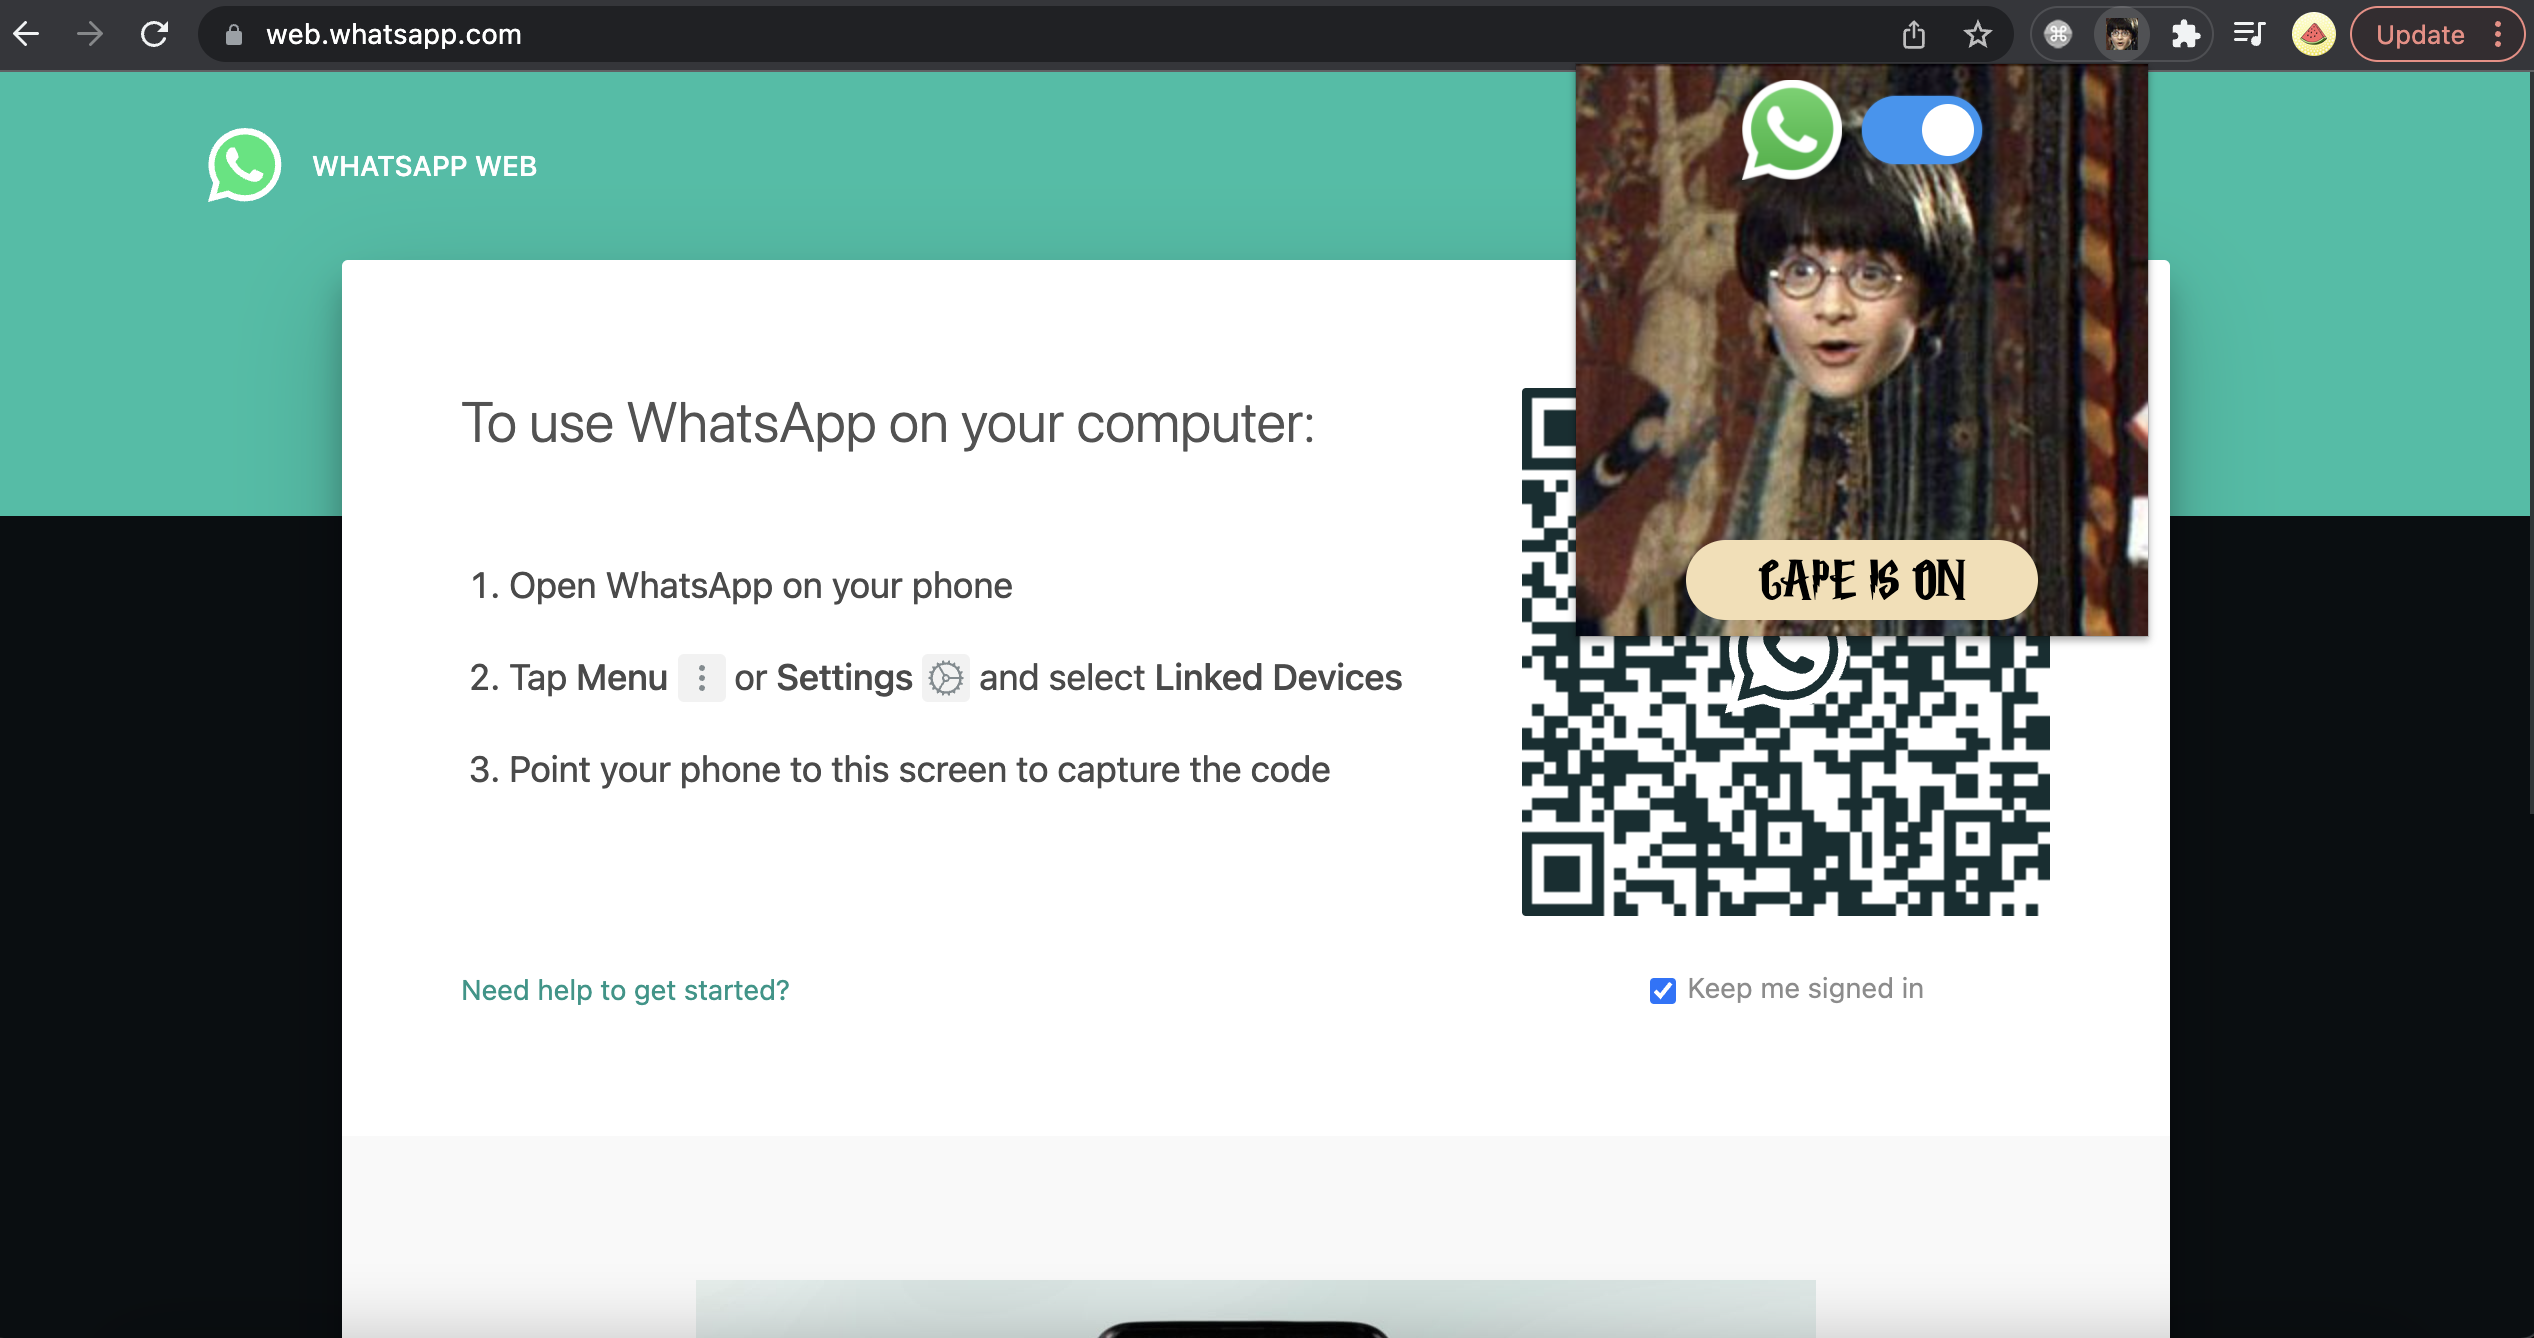 web.whatsapp.com
Update
WHATSAPP WEB
To use WhatsApp on your computer:
1. Open WhatsApp on your phone
2. Tap Menu or Settings and select Linked Devices
3. Point your phone to this screen to capture the code
Need help to get started?
CAPE IS ON
Keep me signed in